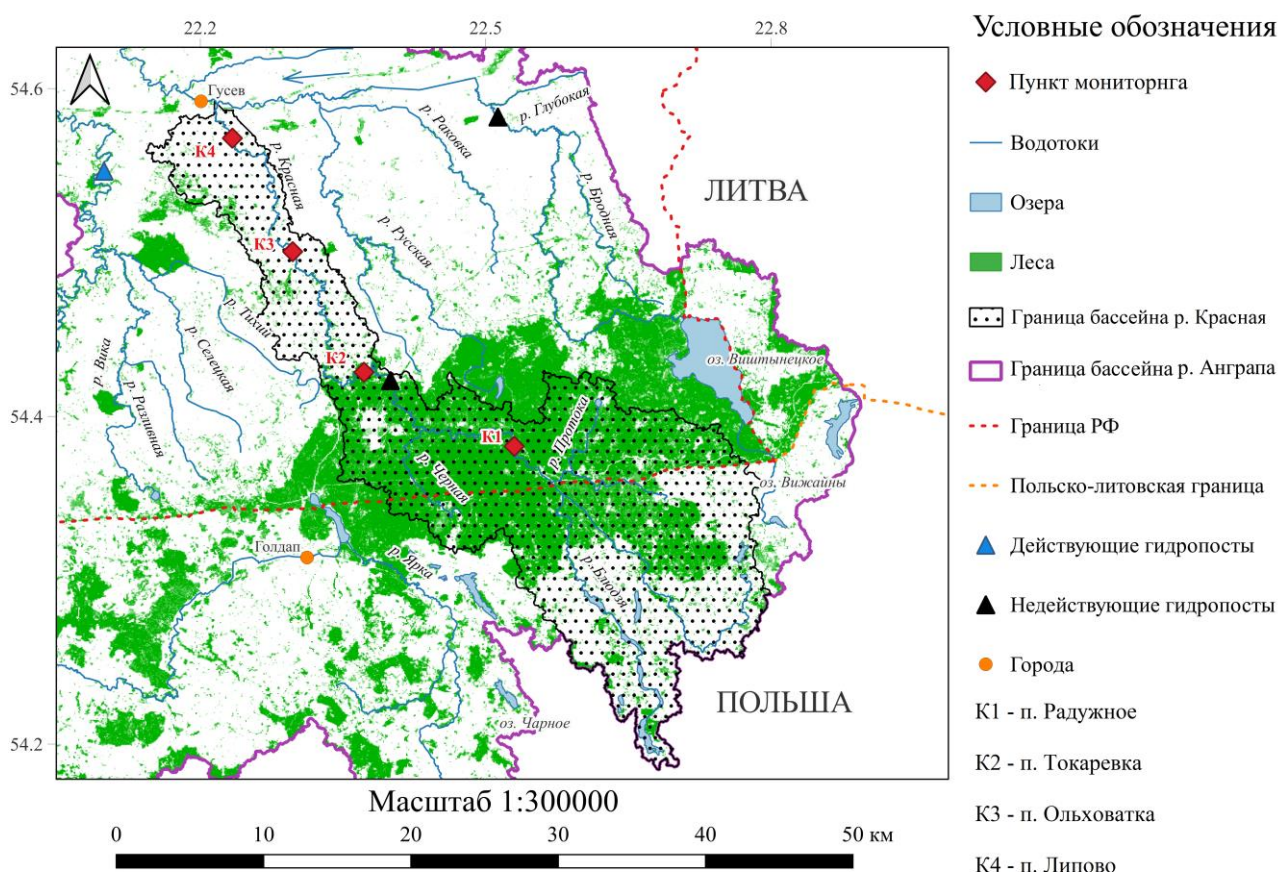 22.2
22.5
22.8
Условные обозначения
54.6
Гусев
р. Глубокая
р. Раковка
К4
р. Красная
ЛИТВА
р. Бродная
К3
р. Русская
р. Тихий
р. Селецкая
р. Вика
р. Разливная
К2
оз. Виштынецкое
54.4
К1
р. Протока
р. Черная
оз. Вижайны
Голдап
р. Ярка
р. Блюдзя
ПОЛЬША
оз. Чарное
54.2
Масштаб 1:300000
0
10
20
30
40
50 км
Пункт мониторнга
Водотоки
Озера
Леса
Граница бассейна р. Красная
Граница бассейна р. Анграпа
Граница РФ
Польско-литовская граница
Действующие гидропосты
Недействующие гидропосты
Города
К1 - п. Радужное
К2 - п. Токаревка
К3 - п. Ольховатка
К4 - п. Липово